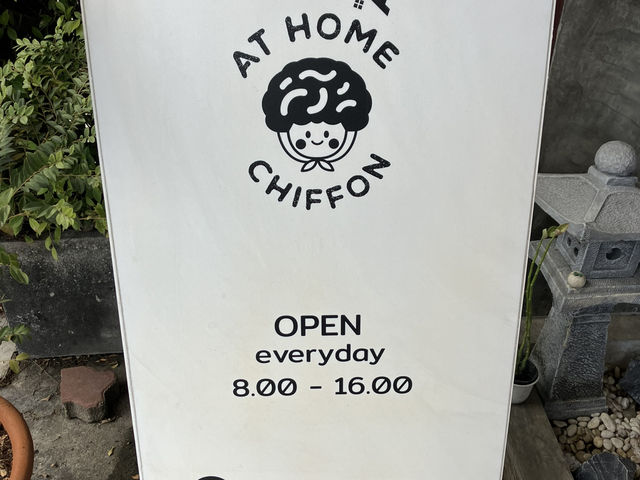 AT HOME
CHIFFON
OPEN
everyday
8.00 - 16.00